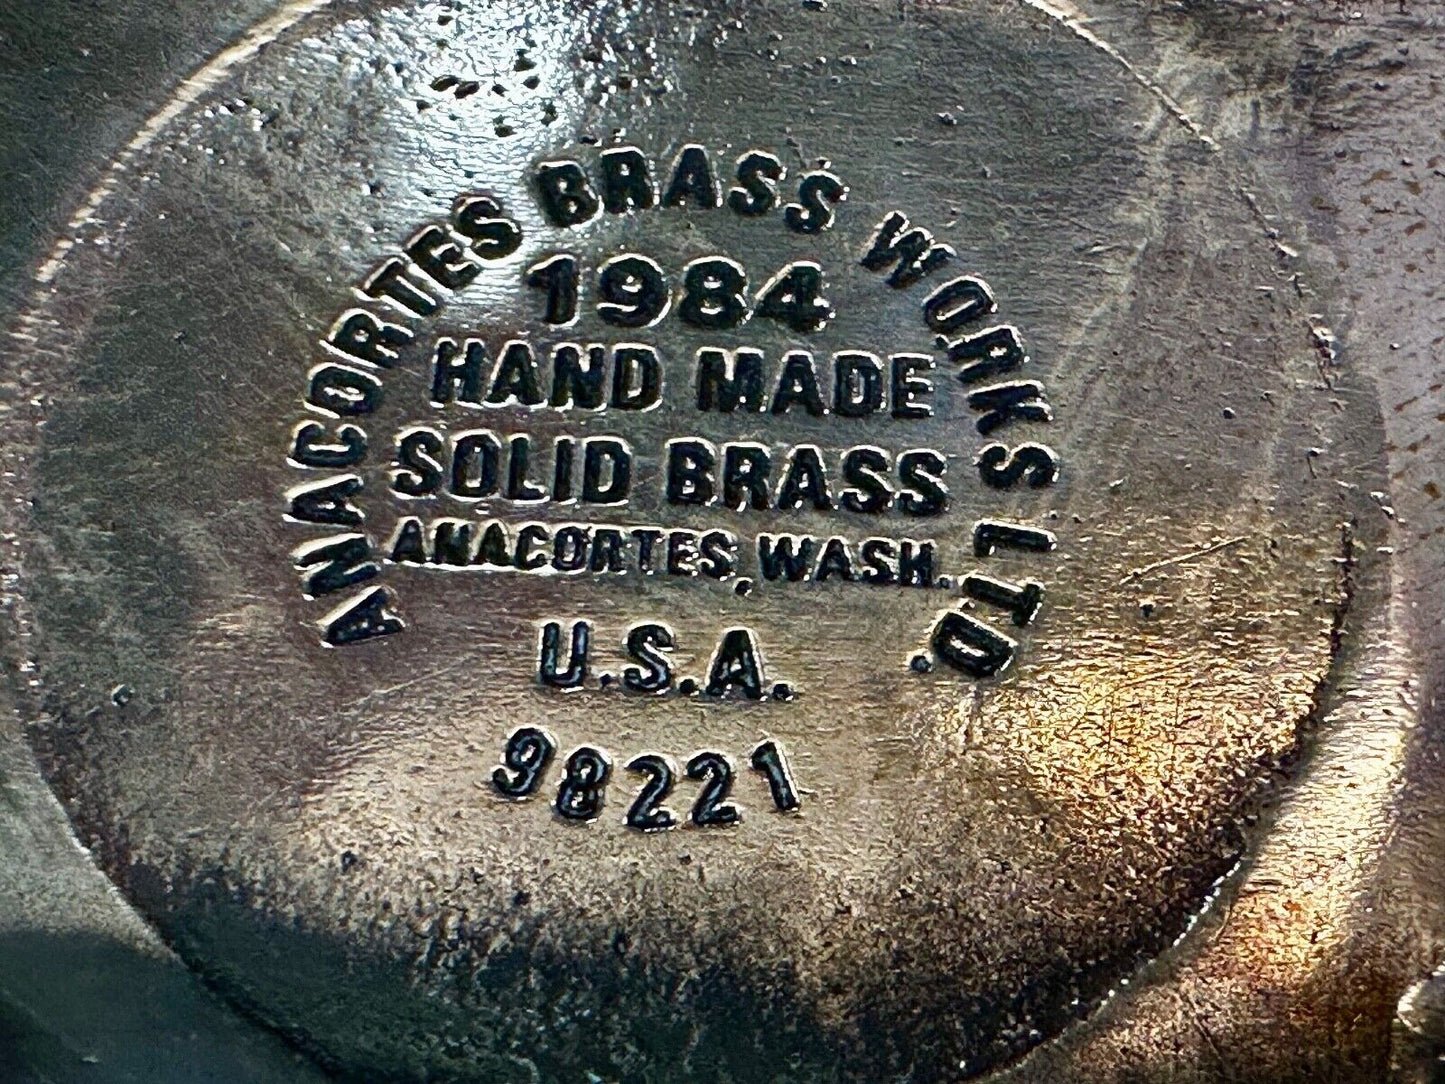 ANACORTES BRASS WORKS LTD.
1984
HAND MADE
SOLID BRASS
ANACORTES, WASH.
U.S.A.
98221